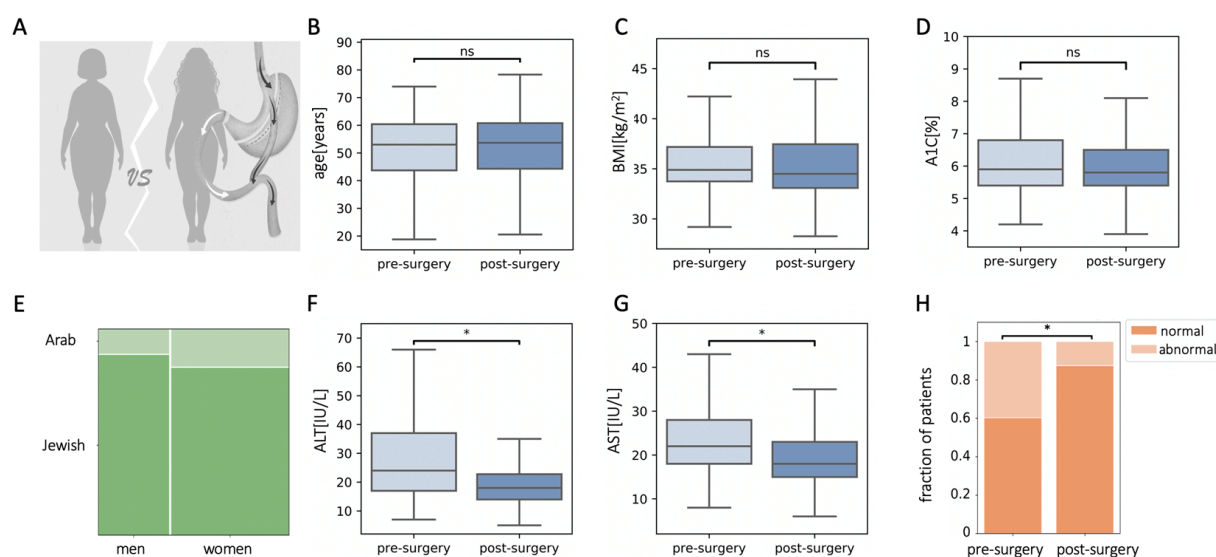 A
VS
B
age[years]
90
80
70
60
50
40
30
20
ns
pre-surgery post-surgery
C
BMI[kg/m²]
45
40
35
30
ns
pre-surgery post-surgery
D
A1C[%]
10
9
8
7
6
5
4
ns
pre-surgery post-surgery
E
Arab
Jewish
men women
F
ALT[IU/L]
70
60
50
40
30
20
10
*
pre-surgery post-surgery
G
AST[IU/L]
50
40
30
20
10
*
pre-surgery post-surgery
H
normal
abnormal
fraction of patients
1
0.8
0.6
0.4
0.2
0
*
pre-surgery post-surgery